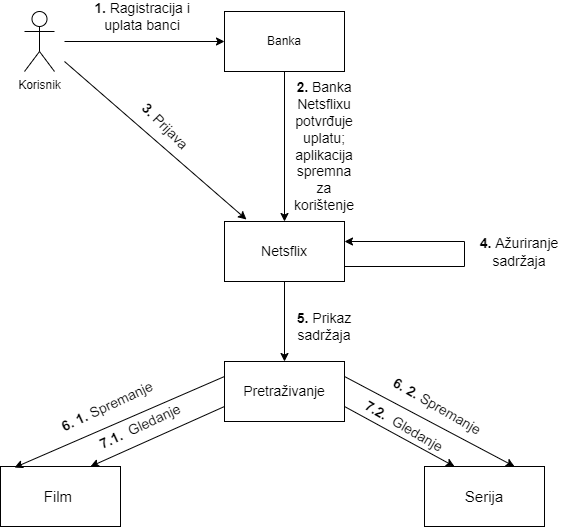 1. Ragistracija i
uplata banci
Banka
Korisnik
2. Banka
Netsflixu
potvrđuje
uplatu;
aplikacija
spremna
za
korištenje
3. Prijava
Netsflix
4. Ažuriranje
sadržaja
5. Prikaz
sadržaja
Pretraživanje
6. 1. Spremanje
7.1. Gledanje
6. 2. Spremanje
7.2. Gledanje
Film
Serija